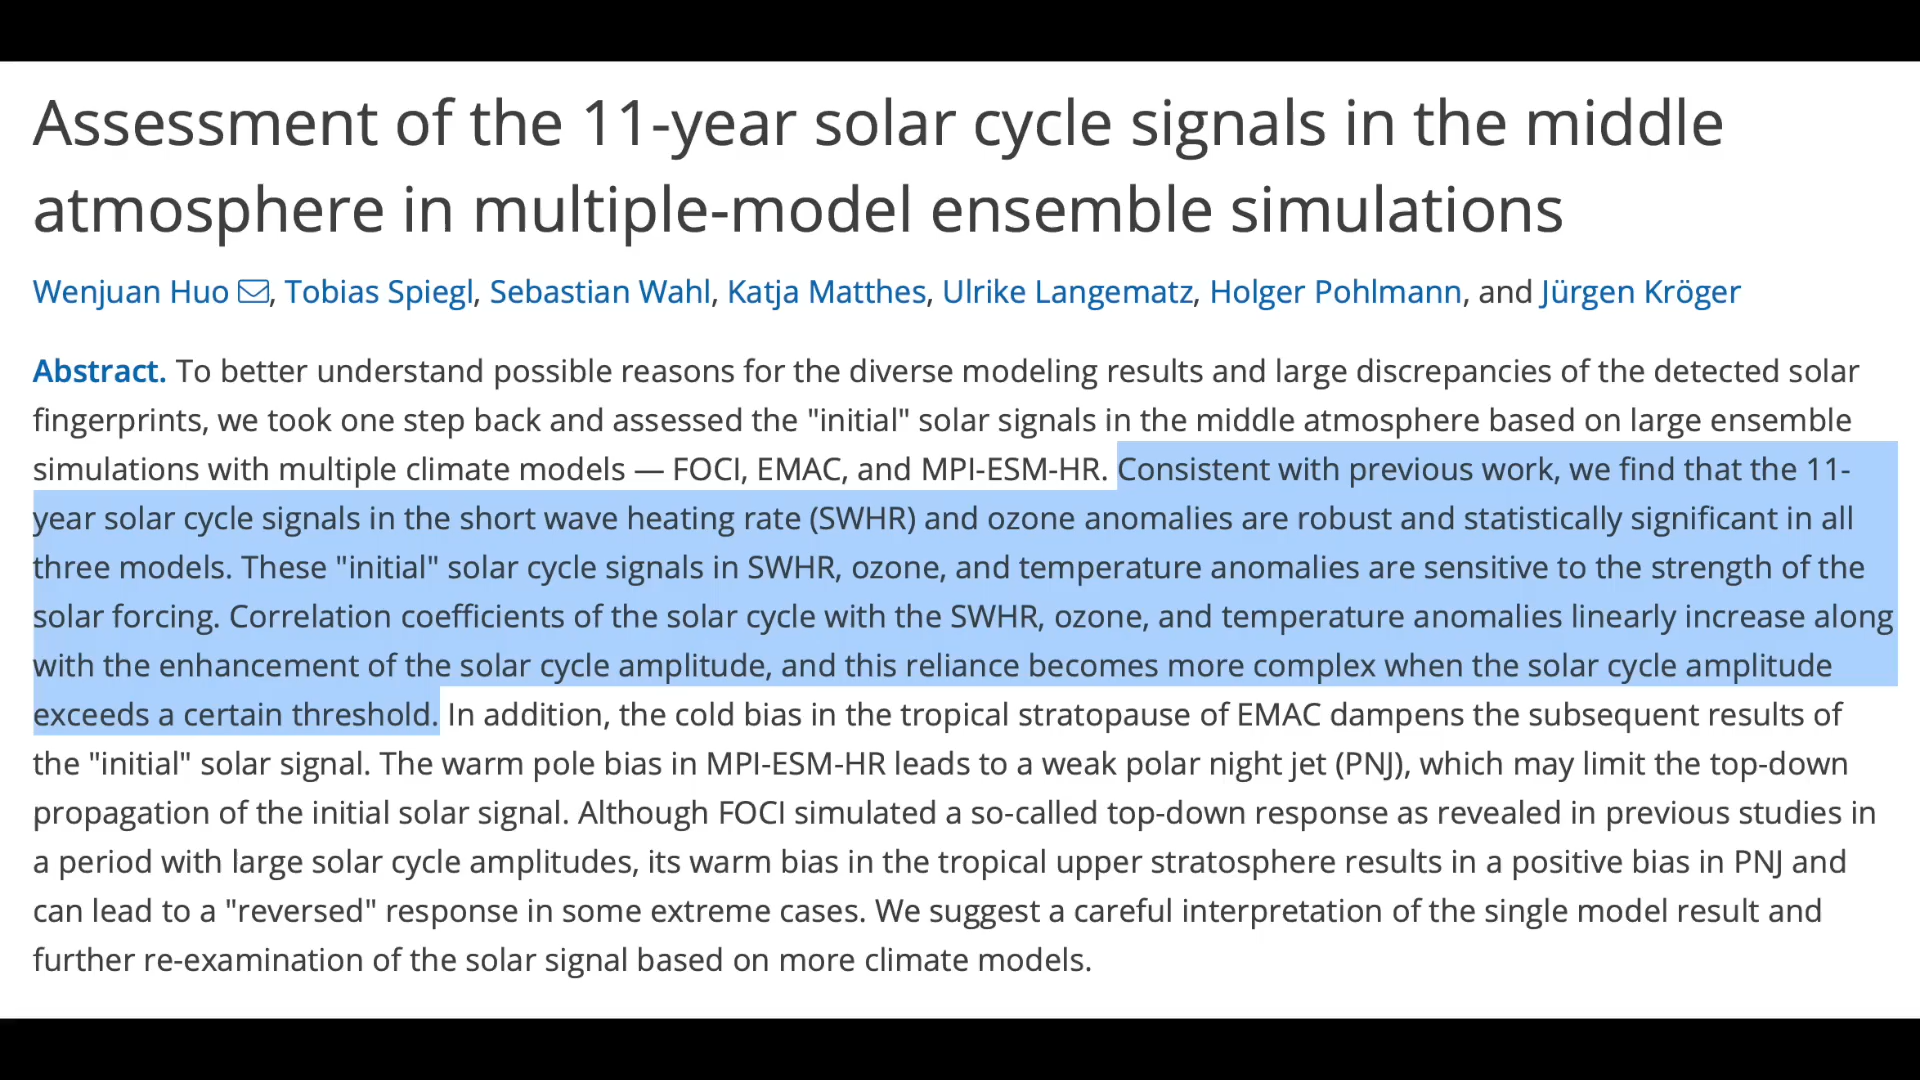 Assessment of the 11-year solar cycle signals in the middle
atmosphere in multiple-model ensemble simulations
Wenjuan Huo, Tobias Spiegl, Sebastian Wahl, Katja Matthes, Ulrike Langematz, Holger Pohlmann, and Jürgen Kröger
Abstract. To better understand possible reasons for the diverse modeling results and large discrepancies of the detected solar
fingerprints, we took one step back and assessed the "initial" solar signals in the middle atmosphere based on large ensemble
simulations with multiple climate models — FOCI, EMAC, and MPI-ESM-HR. Consistent with previous work, we find that the 11-
year solar cycle signals in the short wave heating rate (SWHR) and ozone anomalies are robust and statistically significant in all
three models. These "initial" solar cycle signals in SWHR, ozone, and temperature anomalies are sensitive to the strength of the
solar forcing. Correlation coefficients of the solar cycle with the SWHR, ozone, and temperature anomalies linearly increase along
with the enhancement of the solar cycle amplitude, and this reliance becomes more complex when the solar cycle amplitude
exceeds a certain threshold. In addition, the cold bias in the tropical stratopause of EMAC dampens the subsequent results of
the "initial" solar signal. The warm pole bias in MPI-ESM-HR leads to a weak polar night jet (PNJ), which may limit the top-down
propagation of the initial solar signal. Although FOCI simulated a so-called top-down response as revealed in previous studies in
a period with large solar cycle amplitudes, its warm bias in the tropical upper stratosphere results in a positive bias in PNJ and
can lead to a "reversed" response in some extreme cases. We suggest a careful interpretation of the single model result and
further re-examination of the solar signal based on more climate models.